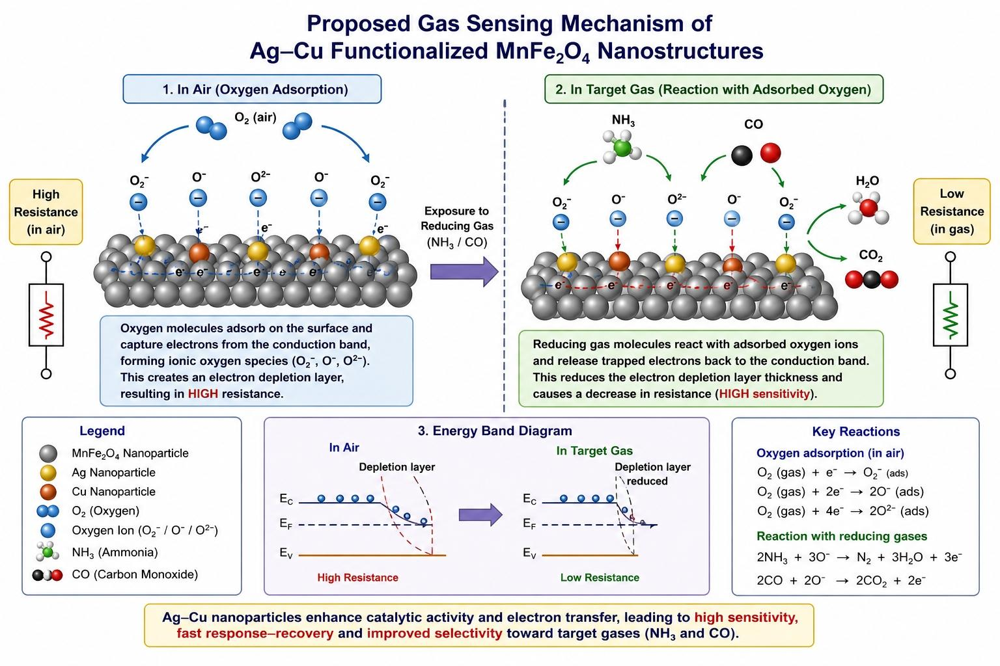 Proposed Gas Sensing Mechanism of
Ag–Cu Functionalized MnFe₂O₄ Nanostructures
1. In Air (Oxygen Adsorption)
O₂ (air)
O₂⁻ O⁻ O²⁻ O⁻ O₂⁻
e⁻ e⁻ e⁻
e⁻ e⁻ e⁻ e⁻ e⁻
High
Resistance
(in air)
Oxygen molecules adsorb on the surface and
capture electrons from the conduction band,
forming ionic oxygen species (O₂⁻, O⁻, O²⁻).
This creates an electron depletion layer,
resulting in HIGH resistance.
Exposure to
Reducing Gas
(NH₃ / CO)
2. In Target Gas (Reaction with Adsorbed Oxygen)
NH₃
CO
O₂⁻ O⁻ O²⁻ O⁻ O₂⁻
e⁻ e⁻ e⁻ e⁻ e⁻
H₂O
CO₂
Low
Resistance
(in gas)
Reducing gas molecules react with adsorbed oxygen ions
and release trapped electrons back to the conduction band.
This reduces the electron depletion layer thickness and
causes a decrease in resistance (HIGH sensitivity).
Legend
MnFe₂O₄ Nanoparticle
Ag Nanoparticle
Cu Nanoparticle
O₂ (Oxygen)
Oxygen Ion (O₂⁻ / O⁻ / O²⁻)
NH₃ (Ammonia)
CO (Carbon Monoxide)
3. Energy Band Diagram
In Air
Depletion layer
E_C
E_F
E_V
High Resistance
In Target Gas
Depletion layer
reduced
E_C
E_F
E_V
Low Resistance
Key Reactions
Oxygen adsorption (in air)
O₂ (gas) + e⁻ → O₂⁻ (ads)
O₂ (gas) + 2e⁻ → 2O⁻ (ads)
O₂ (gas) + 4e⁻ → 2O²⁻ (ads)
Reaction with reducing gases
2NH₃ + 3O⁻ → N₂ + 3H₂O + 3e⁻
2CO + 2O⁻ → 2CO₂ + 2e⁻
Ag–Cu nanoparticles enhance catalytic activity and electron transfer, leading to high sensitivity,
fast response–recovery and improved selectivity toward target gases (NH₃ and CO).